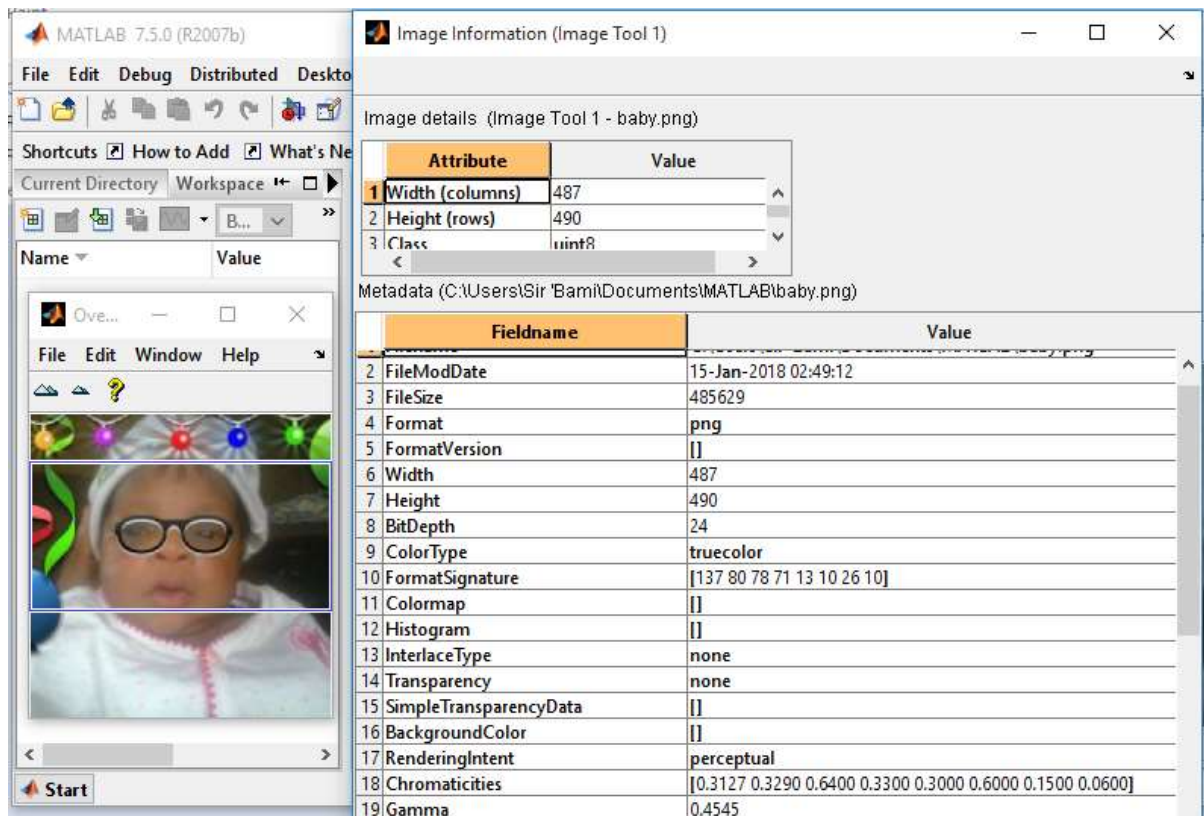 MATLAB 7.5.0 (R2007b)
File Edit Debug Distributed Deskto
Shortcuts How to Add What's Ne
Current Directory Workspace
B...
Name Value
Ove...
File Edit Window Help
Start
Image Information (Image Tool 1)
Image details (Image Tool 1 - baby.png)
Attribute Value
1 Width (columns) 487
2 Height (rows) 490
3 Class uint8
Metadata (C:\Users\Sir 'Bami\Documents\MATLAB\baby.png)
Fieldname Value
2 FileModDate 15-Jan-2018 02:49:12
3 FileSize 485629
4 Format png
5 FormatVersion []
6 Width 487
7 Height 490
8 BitDepth 24
9 ColorType truecolor
10 FormatSignature [137 80 78 71 13 10 26 10]
11 Colormap []
12 Histogram []
13 InterlaceType none
14 Transparency none
15 SimpleTransparencyData []
16 BackgroundColor []
17 RenderingIntent perceptual
18 Chromaticities [0.3127 0.3290 0.6400 0.3300 0.3000 0.6000 0.1500 0.0600]
19 Gamma 0.4545